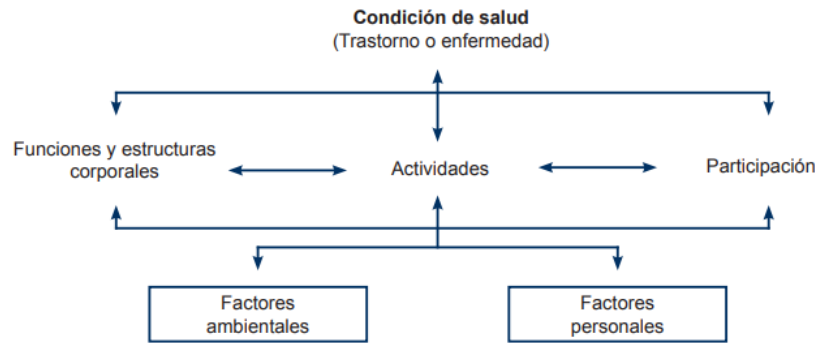 Condición de salud
(Trastorno o enfermedad)
Funciones y estructuras
corporales
Actividades
Participación
Factores
ambientales
Factores
personales